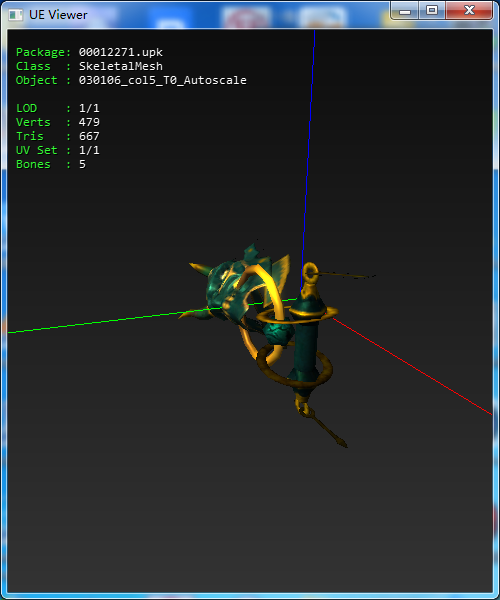 UE Viewer
Package: 00012271.upk
Class : SkeletalMesh
Object : 030106_col5_T0_Autoscale
LOD : 1/1
Verts : 479
Tris : 667
UV Set : 1/1
Bones : 5